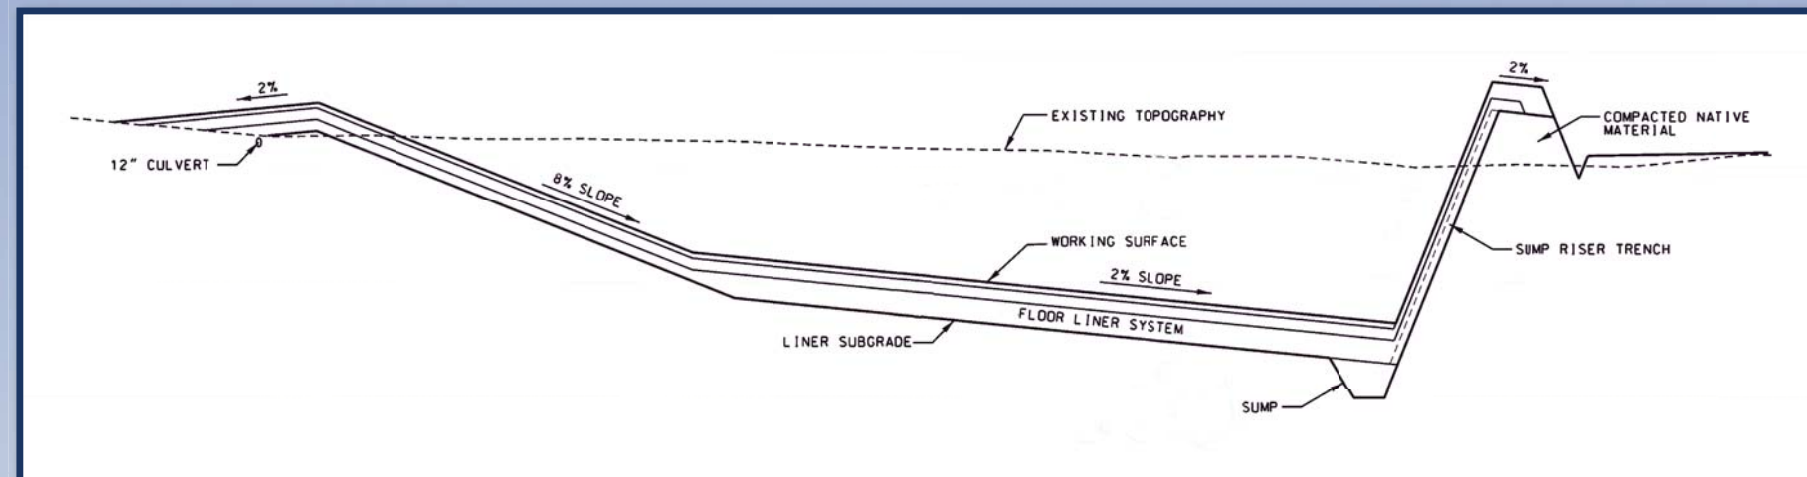 2%
2%
EXISTING TOPOGRAPHY
COMPACTED NATIVE
MATERIAL
12" CULVERT
8% SLOPE
WORKING SURFACE
SUMP RISER TRENCH
2% SLOPE
FLOOR LINER SYSTEM
LINER SUBGRADE
SUMP